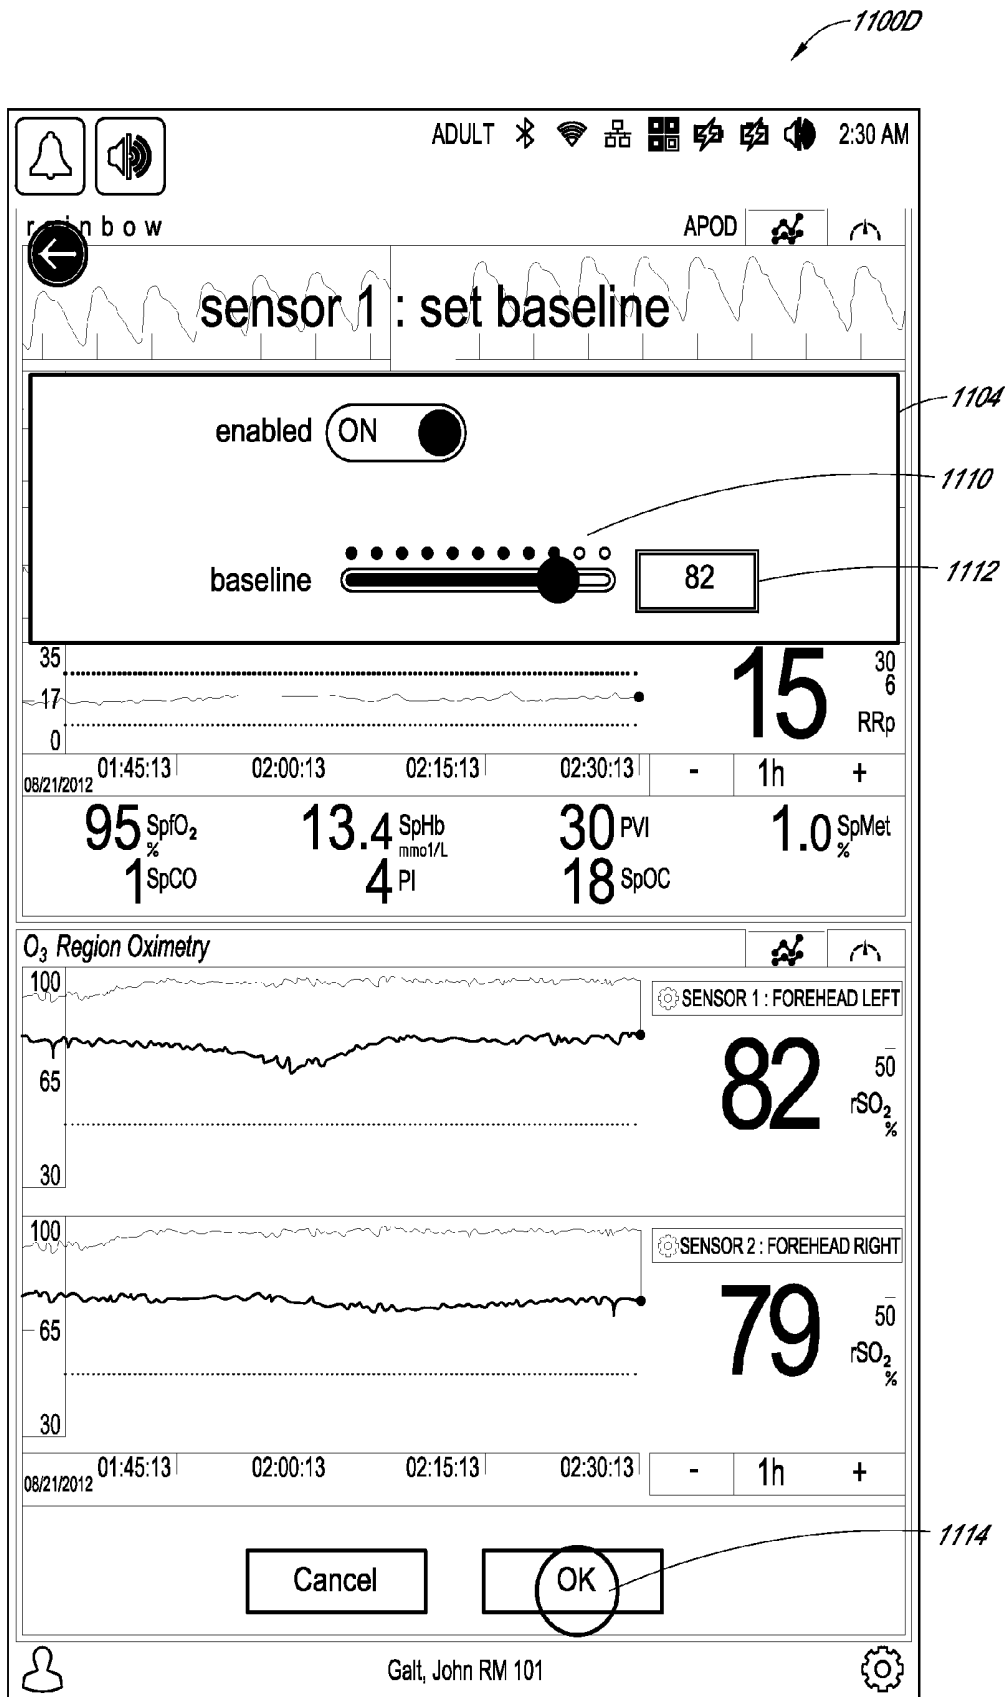 1100D
ADULT 2:30 AM
rainbow APOD
sensor 1 : set baseline
1104
enabled ON
1110
baseline 82
1112
35
17
0
15
30
6
RRp
08/21/2012 01:45:13 02:00:13 02:15:13 02:30:13 - 1h +
95 SpfO2 % 13.4 SpHb mmo1/L 30 PVI 1.0 SpMet %
1 SpCO 4 PI 18 SpOC
O3 Region Oximetry
100
65
30
SENSOR 1 : FOREHEAD LEFT
82
50
rSO2
%
100
65
30
SENSOR 2 : FOREHEAD RIGHT
79
50
rSO2
%
08/21/2012 01:45:13 02:00:13 02:15:13 02:30:13 - 1h +
1114
Cancel OK
Galt, John RM 101